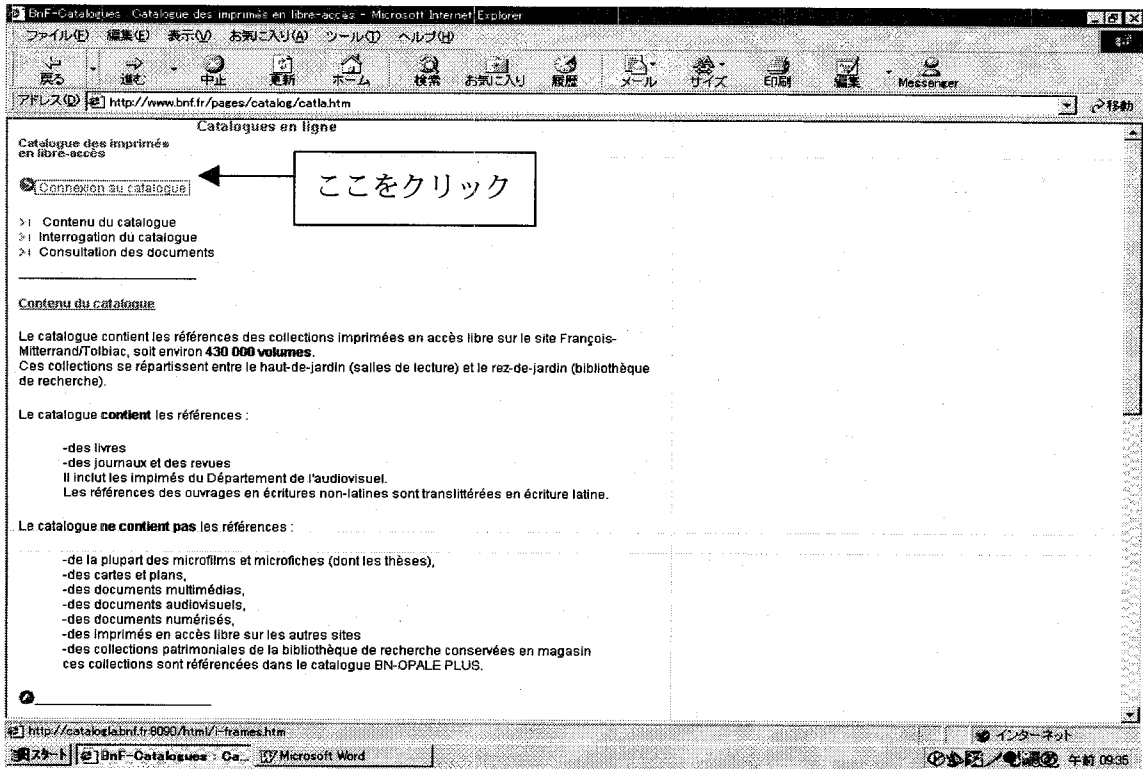 BnF-Catalogues : Catalogue des imprimés en libre-accès - Microsoft Internet Explorer
ファイル(F) 編集(E) 表示(V) お気に入り(A) ツール(T) ヘルプ(H)
戻る 進む 中止 更新 ホーム 検索 お気に入り 履歴 メール サイズ 印刷 編集 Messenger
アドレス(D) http://www.bnf.fr/pages/catalog/catla.htm 移動
Catalogues en ligne
Catalogue des imprimés
en libre-accès
Connexion au catalogue
ここをクリック
Contenu du catalogue
Interrogation du catalogue
Consultation des documents
Contenu du catalogue
Le catalogue contient les références des collections imprimées en accès libre sur le site François-
Mitterrand/Tolbiac, soit environ 430 000 volumes.
Ces collections se répartissent entre le haut-de-jardin (salles de lecture) et le rez-de-jardin (bibliothèque
de recherche).
Le catalogue contient les références :
-des livres
-des journaux et des revues
Il inclut les impimés du Département de l'audiovisuel.
Les références des ouvrages en écritures non-latines sont translittérées en écriture latine.
Le catalogue ne contient pas les références :
-de la plupart des microfilms et microfiches (dont les thèses),
-des cartes et plans,
-des documents multimédias,
-des documents audiovisuels,
-des documents numérisés,
-des imprimés en accès libre sur les autres sites
-des collections patrimoniales de la bibliothèque de recherche conservées en magasin
ces collections sont référencées dans le catalogue BN-OPALE PLUS.
http://catalogla.bnf.fr:8090/html/i-frames.htm インターネット
スタート BnF-Catalogues : Ca... Microsoft Word 午前 09:35